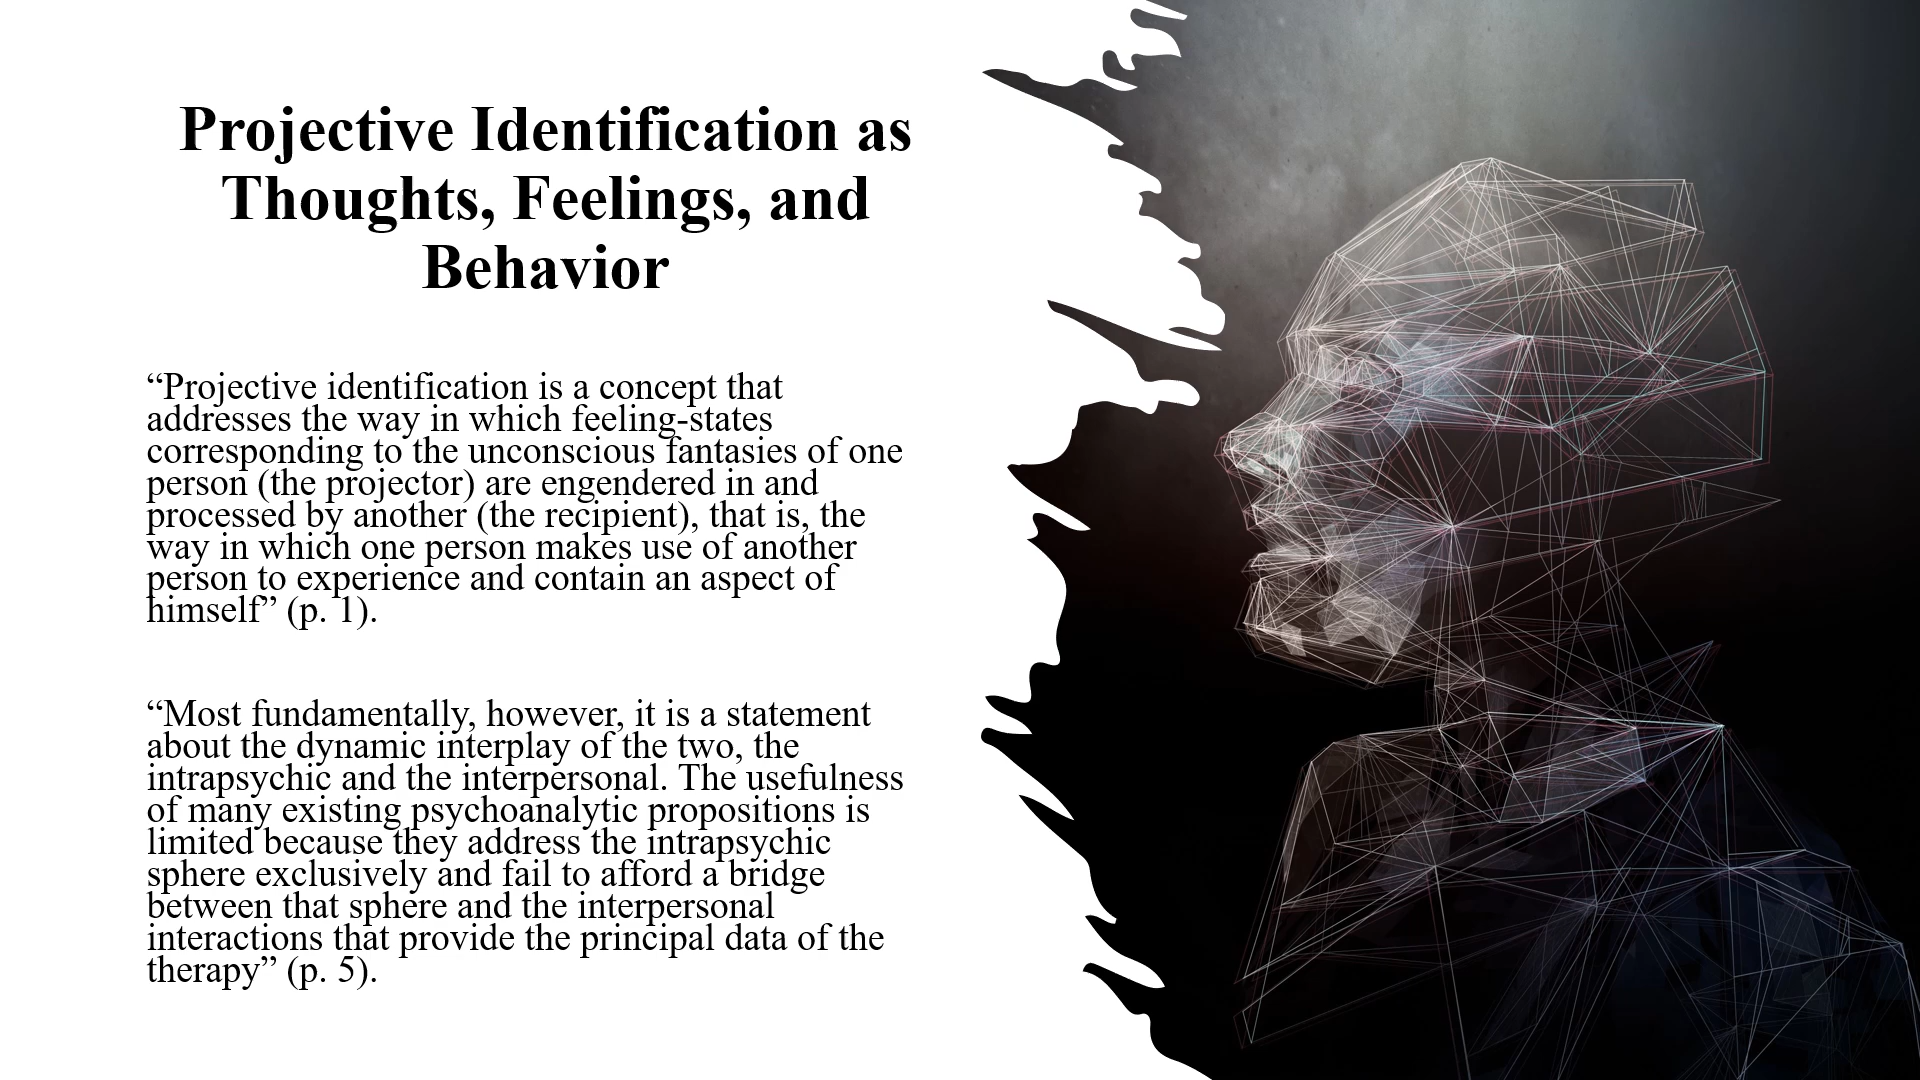 Projective Identification as
Thoughts, Feelings, and
Behavior
“Projective identification is a concept that
addresses the way in which feeling-states
corresponding to the unconscious fantasies of one
person (the projector) are engendered in and
processed by another (the recipient), that is, the
way in which one person makes use of another
person to experience and contain an aspect of
himself” (p. 1).
“Most fundamentally, however, it is a statement
about the dynamic interplay of the two, the
intrapsychic and the interpersonal. The usefulness
of many existing psychoanalytic propositions is
limited because they address the intrapsychic
sphere exclusively and fail to afford a bridge
between that sphere and the interpersonal
interactions that provide the principal data of the
therapy” (p. 5).